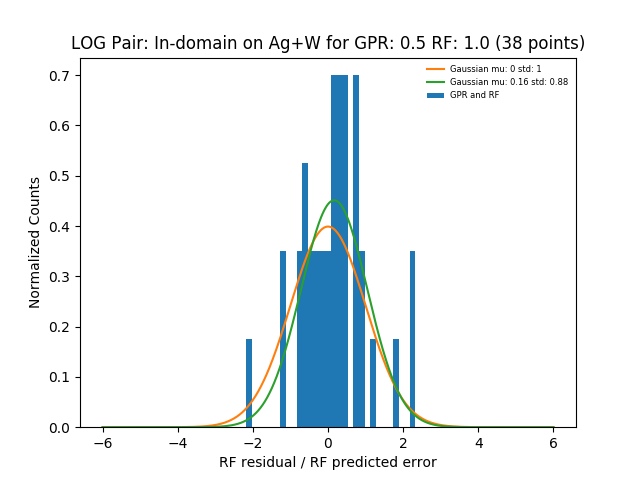 LOG Pair: In-domain on Ag+W for GPR: 0.5 RF: 1.0 (38 points)
Gaussian mu: 0 std: 1
Gaussian mu: 0.16 std: 0.88
GPR and RF
Normalized Counts
0.7
0.6
0.5
0.4
0.3
0.2
0.1
0.0
−6 −4 −2 0 2 4 6
RF residual / RF predicted error